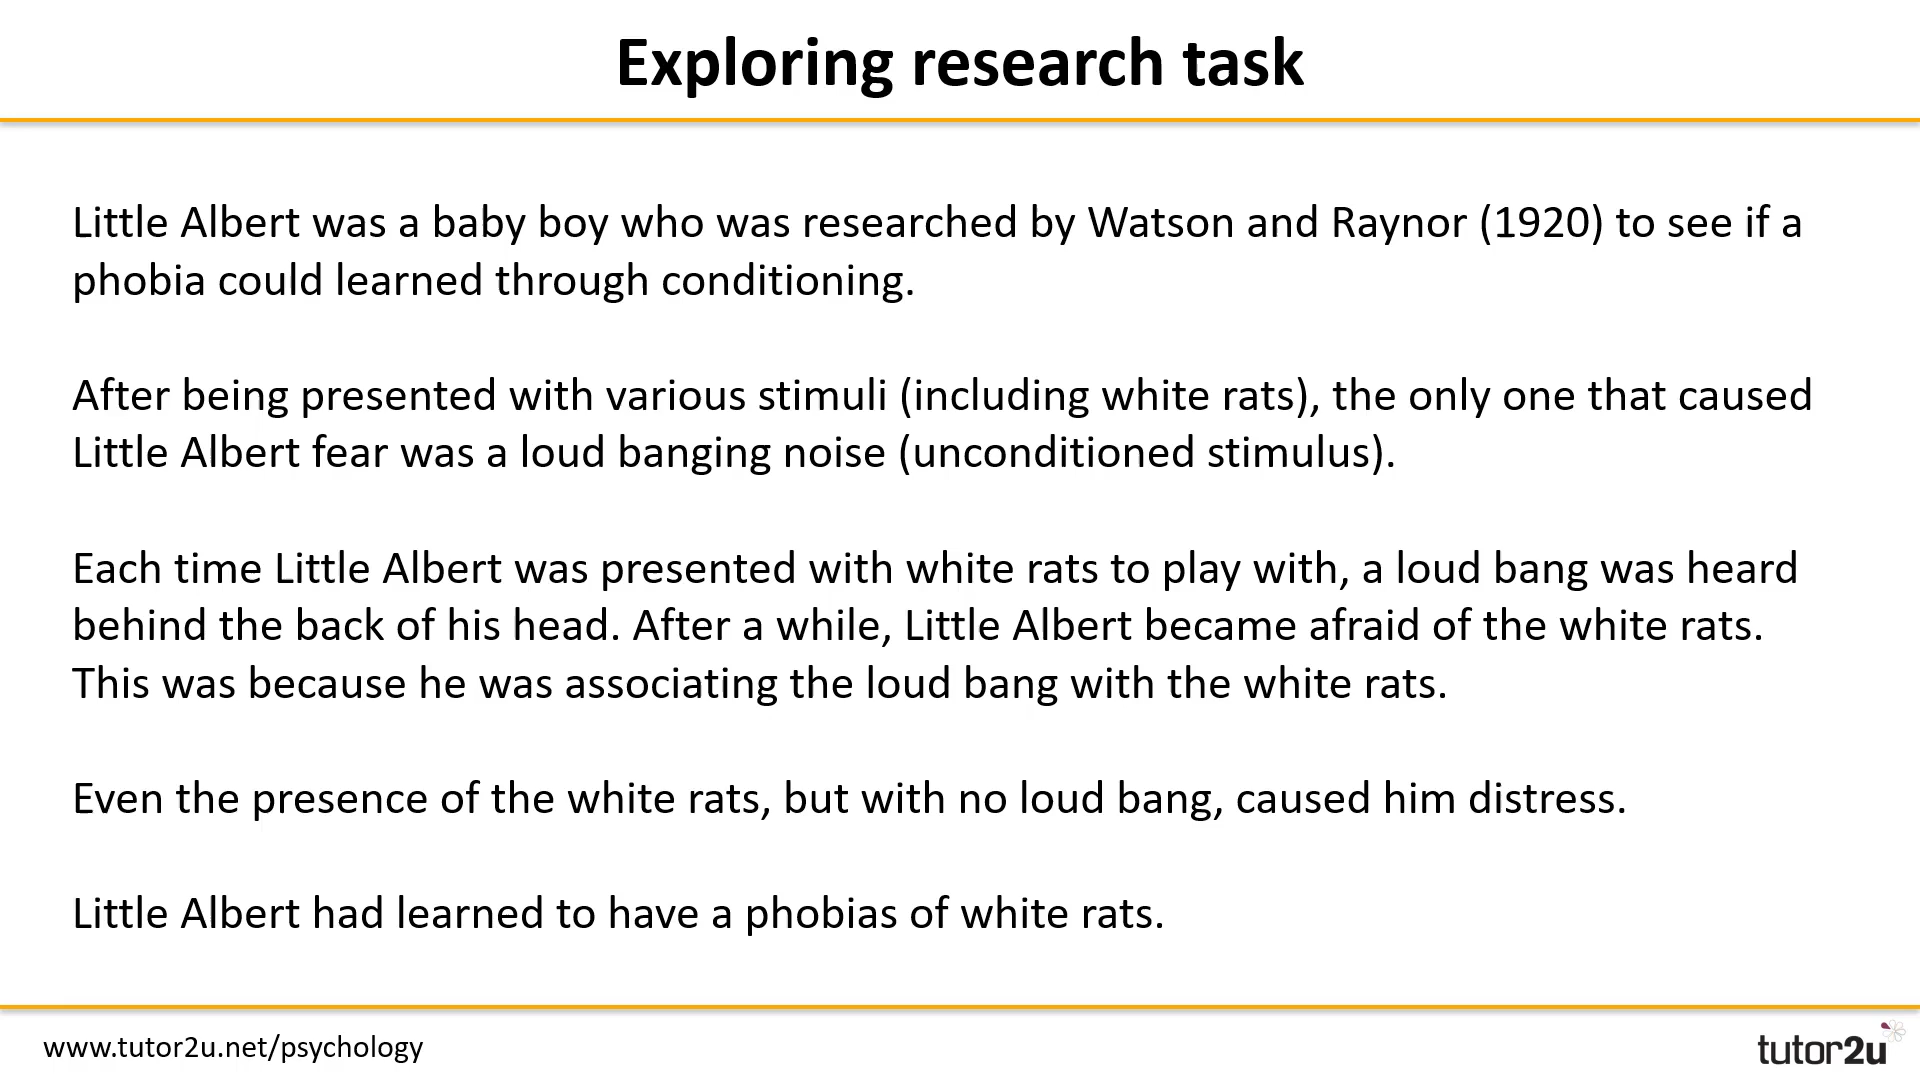 Exploring research task
Little Albert was a baby boy who was researched by Watson and Raynor (1920) to see if a
phobia could learned through conditioning.
After being presented with various stimuli (including white rats), the only one that caused
Little Albert fear was a loud banging noise (unconditioned stimulus).
Each time Little Albert was presented with white rats to play with, a loud bang was heard
behind the back of his head. After a while, Little Albert became afraid of the white rats.
This was because he was associating the loud bang with the white rats.
Even the presence of the white rats, but with no loud bang, caused him distress.
Little Albert had learned to have a phobias of white rats.
www.tutor2u.net/psychology
tutor2u